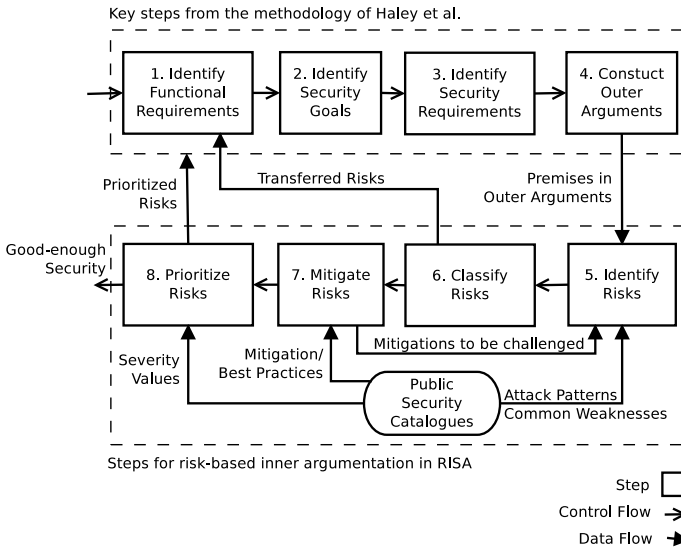 Key steps from the methodology of Haley et al.
1. Identify
Functional
Requirements
2. Identify
Security
Goals
3. Identify
Security
Requirements
4. Constuct
Outer
Arguments
Prioritized
Risks
Transferred Risks
Premises in
Outer Arguments
Good-enough
Security
8. Prioritize
Risks
7. Mitigate
Risks
6. Classify
Risks
5. Identify
Risks
Severity
Values
Mitigation/
Best Practices
Mitigations to be challenged
Public
Security
Catalogues
Attack Patterns
Common Weaknesses
Steps for risk-based inner argumentation in RISA
Step
Control Flow
Data Flow